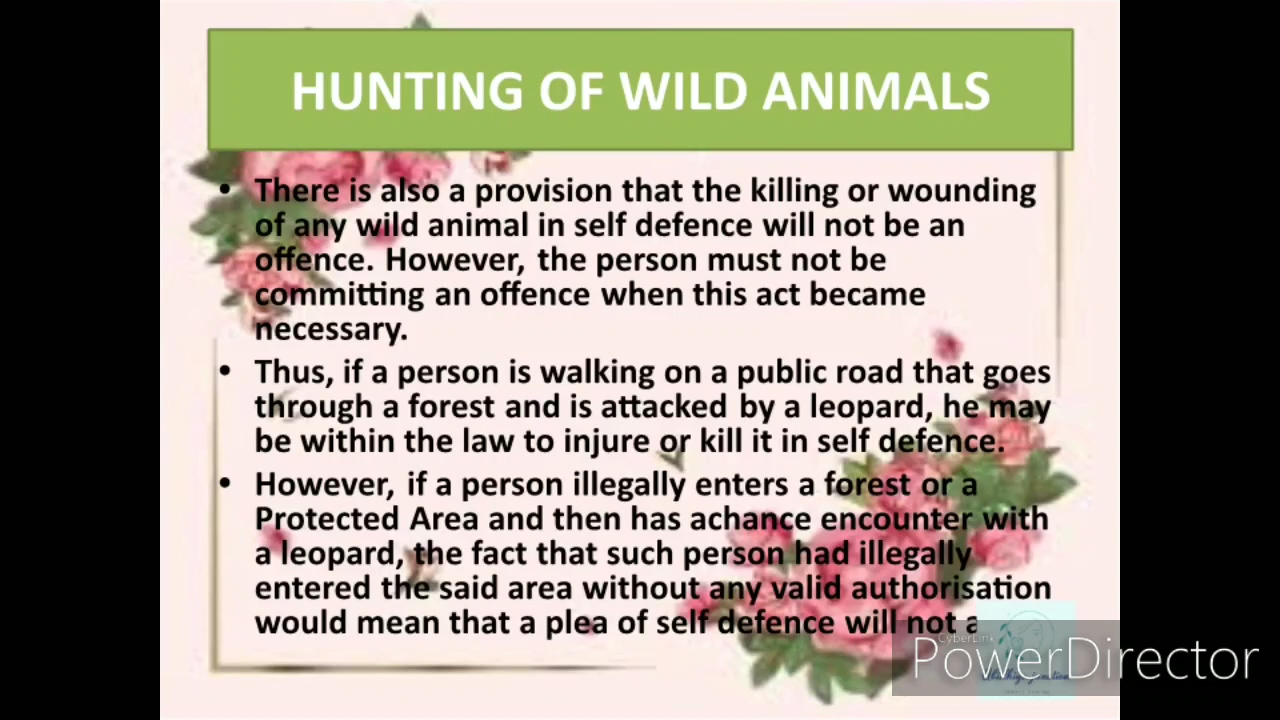 HUNTING OF WILD ANIMALS
• There is also a provision that the killing or wounding
of any wild animal in self defence will not be an
offence. However, the person must not be
committing an offence when this act became
necessary.
• Thus, if a person is walking on a public road that goes
through a forest and is attacked by a leopard, he may
be within the law to injure or kill it in self defence.
• However, if a person illegally enters a forest or a
Protected Area and then has achance encounter with
a leopard, the fact that such person had illegally
entered the said area without any valid authorisation
would mean that a plea of self defence will not a
CyberLink
PowerDirector